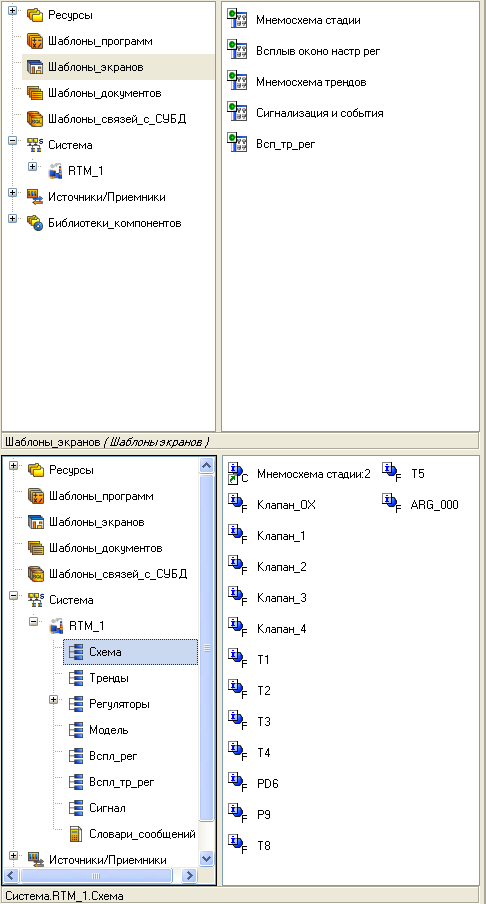 Ресурсы
Шаблоны_программ
Шаблоны_экранов
Шаблоны_документов
Шаблоны_связей_с_СУБД
Система
RTM_1
Источники/Приемники
Библиотеки_компонентов
Мнемосхема стадии
Всплыв оконо настр рег
Мнемосхема трендов
Сигнализация и события
Всп_тр_рег
Шаблоны_экранов ( Шаблоны экранов )
Ресурсы
Шаблоны_программ
Шаблоны_экранов
Шаблоны_документов
Шаблоны_связей_с_СУБД
Система
RTM_1
Схема
Тренды
Регуляторы
Модель
Вспл_рег
Вспл_тр_рег
Сигнал
Словари_сообщений
Источники/Приемники
Мнемосхема стадии:2
Клапан_ОХ
Клапан_1
Клапан_2
Клапан_3
Клапан_4
T1
T2
T3
T4
PD6
P9
T8
T5
ARG_000
Система.RTM_1.Схема